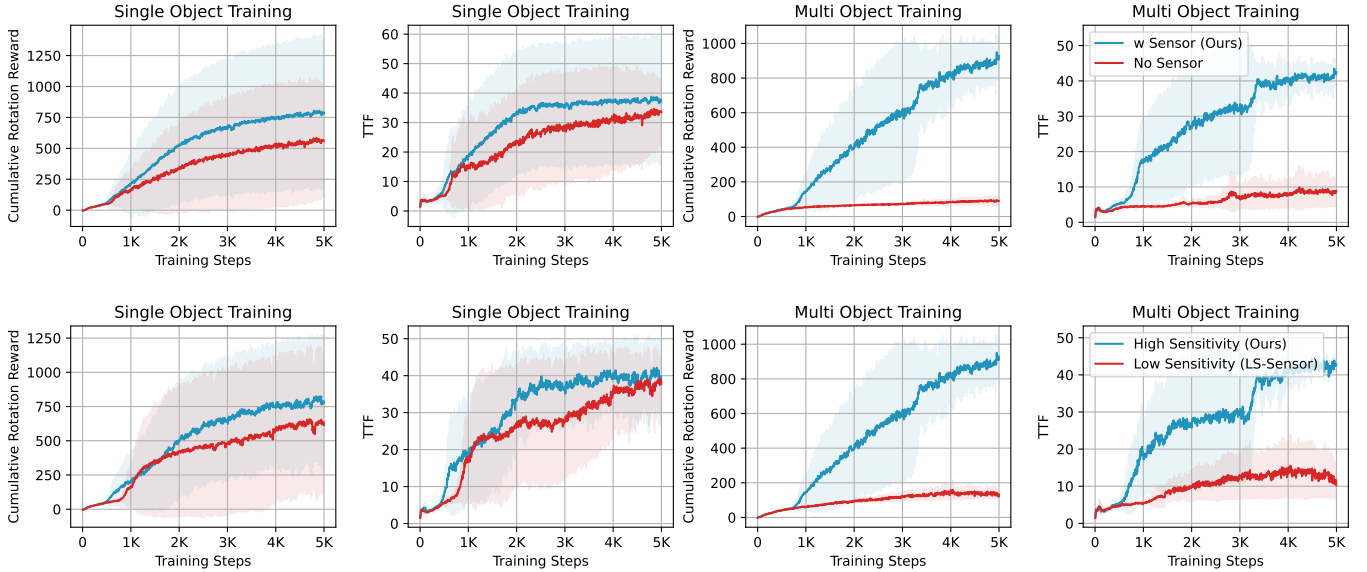 Single Object Training
Single Object Training
Multi Object Training
Multi Object Training
Cumulative Rotation Reward
1250
1000
750
500
250
0
0 1K 2K 3K 4K 5K
Training Steps
TTF
60
50
40
30
20
10
0
0 1K 2K 3K 4K 5K
Training Steps
Cumulative Rotation Reward
1000
800
600
400
200
0
0 1K 2K 3K 4K 5K
Training Steps
TTF
50
40
30
20
10
0
w Sensor (Ours)
No Sensor
0 1K 2K 3K 4K 5K
Training Steps
Single Object Training
Single Object Training
Multi Object Training
Multi Object Training
Cumulative Rotation Reward
1250
1000
750
500
250
0
0 1K 2K 3K 4K 5K
Training Steps
TTF
50
40
30
20
10
0
0 1K 2K 3K 4K 5K
Training Steps
Cumulative Rotation Reward
1000
800
600
400
200
0
0 1K 2K 3K 4K 5K
Training Steps
TTF
50
40
30
20
10
0
High Sensitivity (Ours)
Low Sensitivity (LS-Sensor)
0 1K 2K 3K 4K 5K
Training Steps